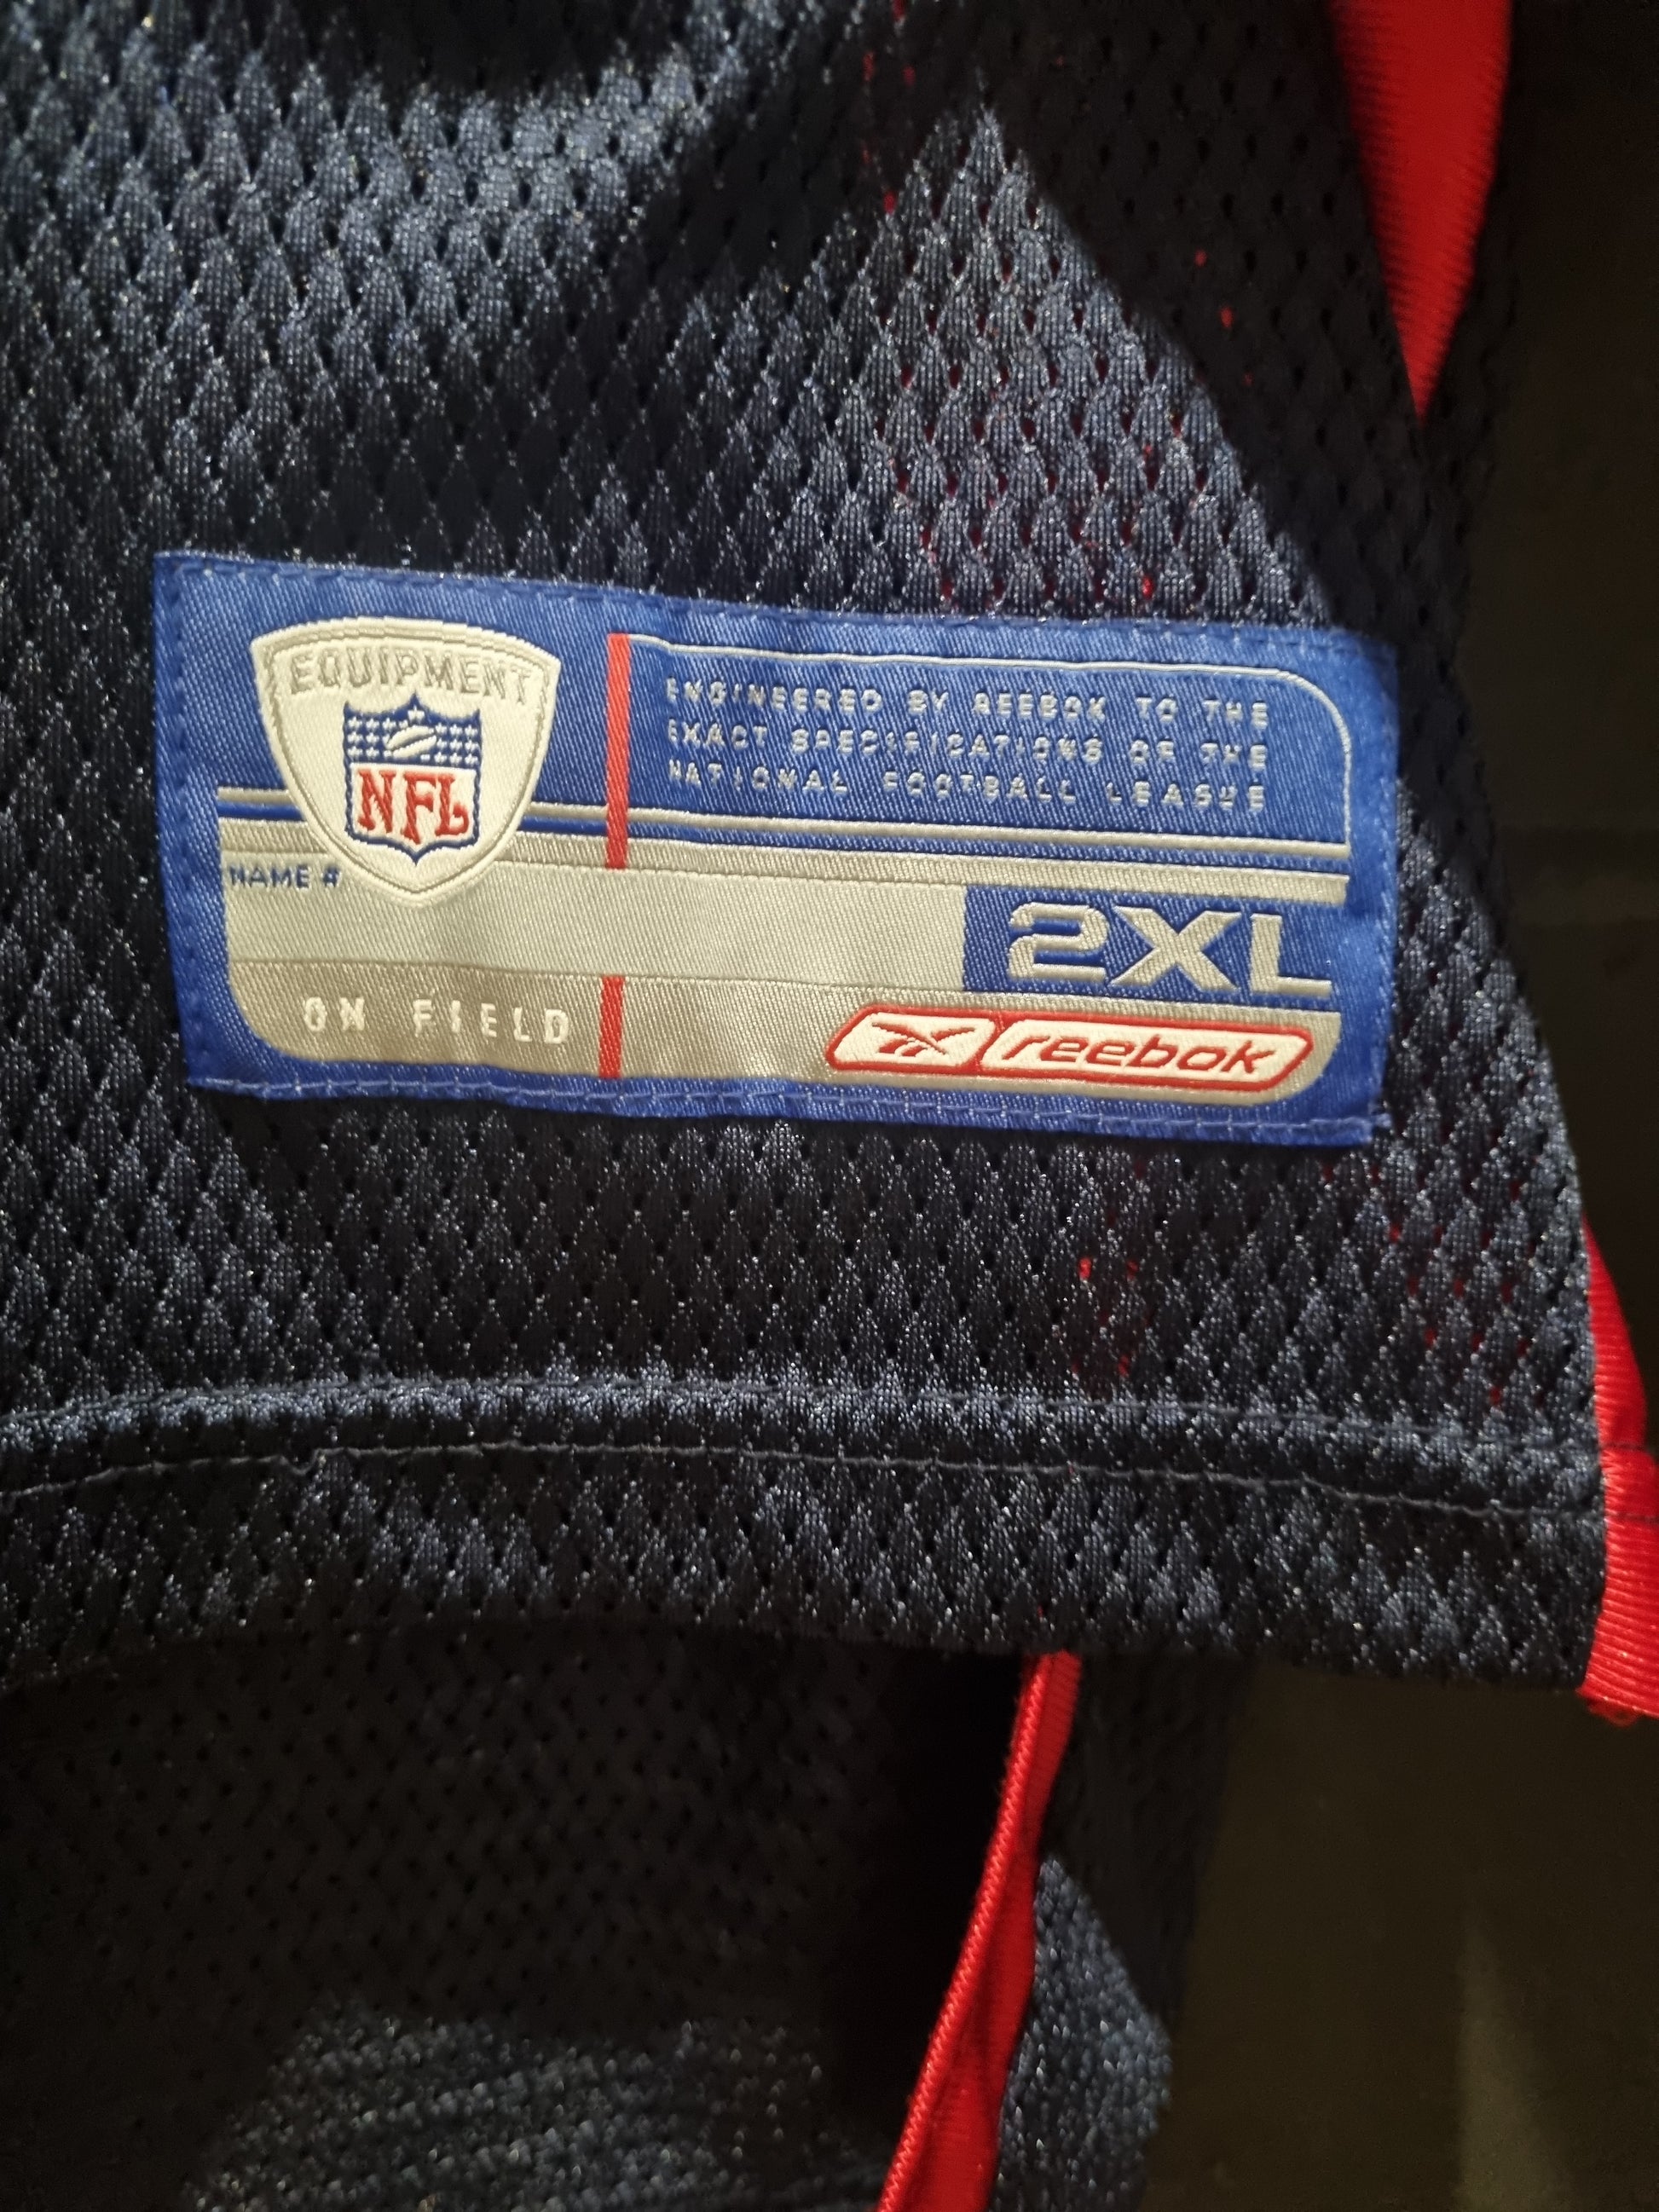 EQUIPMENT
NFL
ENGINEERED BY REEBOK TO THE
EXACT SPECIFICATIONS OF THE
NATIONAL FOOTBALL LEAGUE
NAME #
2XL
ON FIELD
reebok